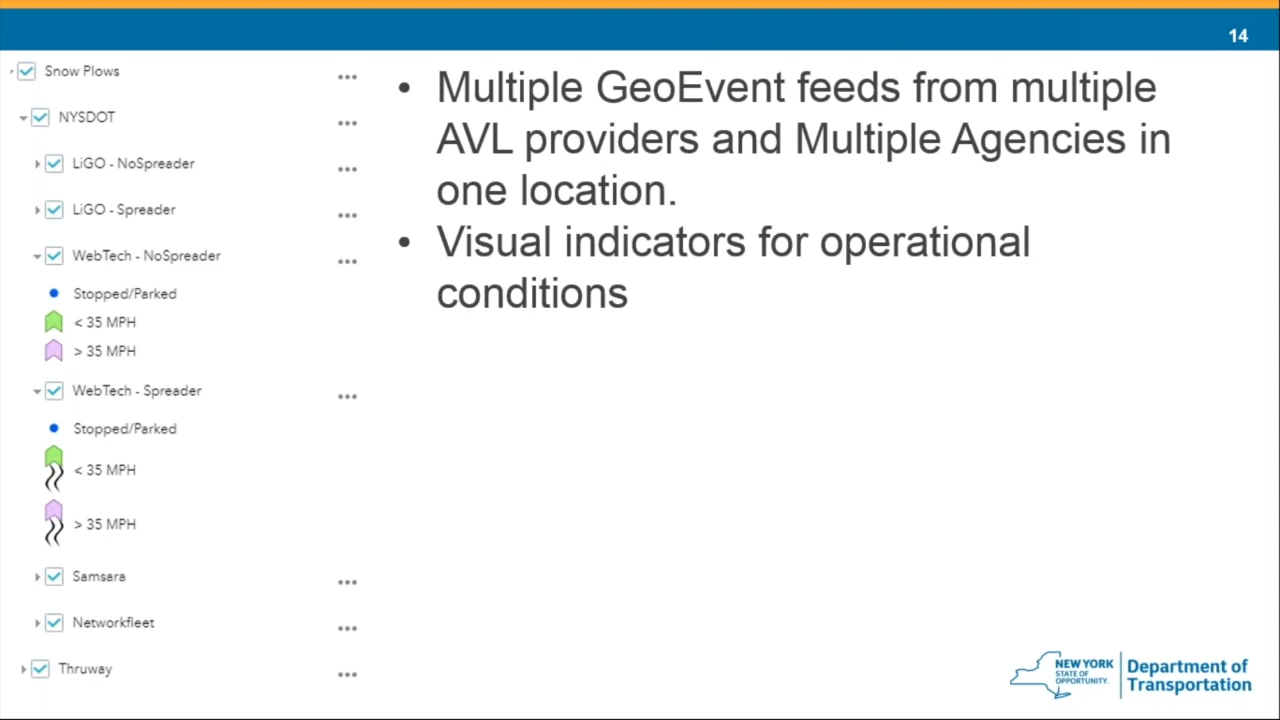 14
Snow Plows
NYSDOT
LiGO - NoSpreader
LiGO - Spreader
WebTech - NoSpreader
Stopped/Parked
< 35 MPH
> 35 MPH
WebTech - Spreader
Stopped/Parked
< 35 MPH
> 35 MPH
Samsara
Networkfleet
Thruway
• Multiple GeoEvent feeds from multiple
AVL providers and Multiple Agencies in
one location.
• Visual indicators for operational
conditions
NEW YORK
STATE OF
OPPORTUNITY.
Department of
Transportation